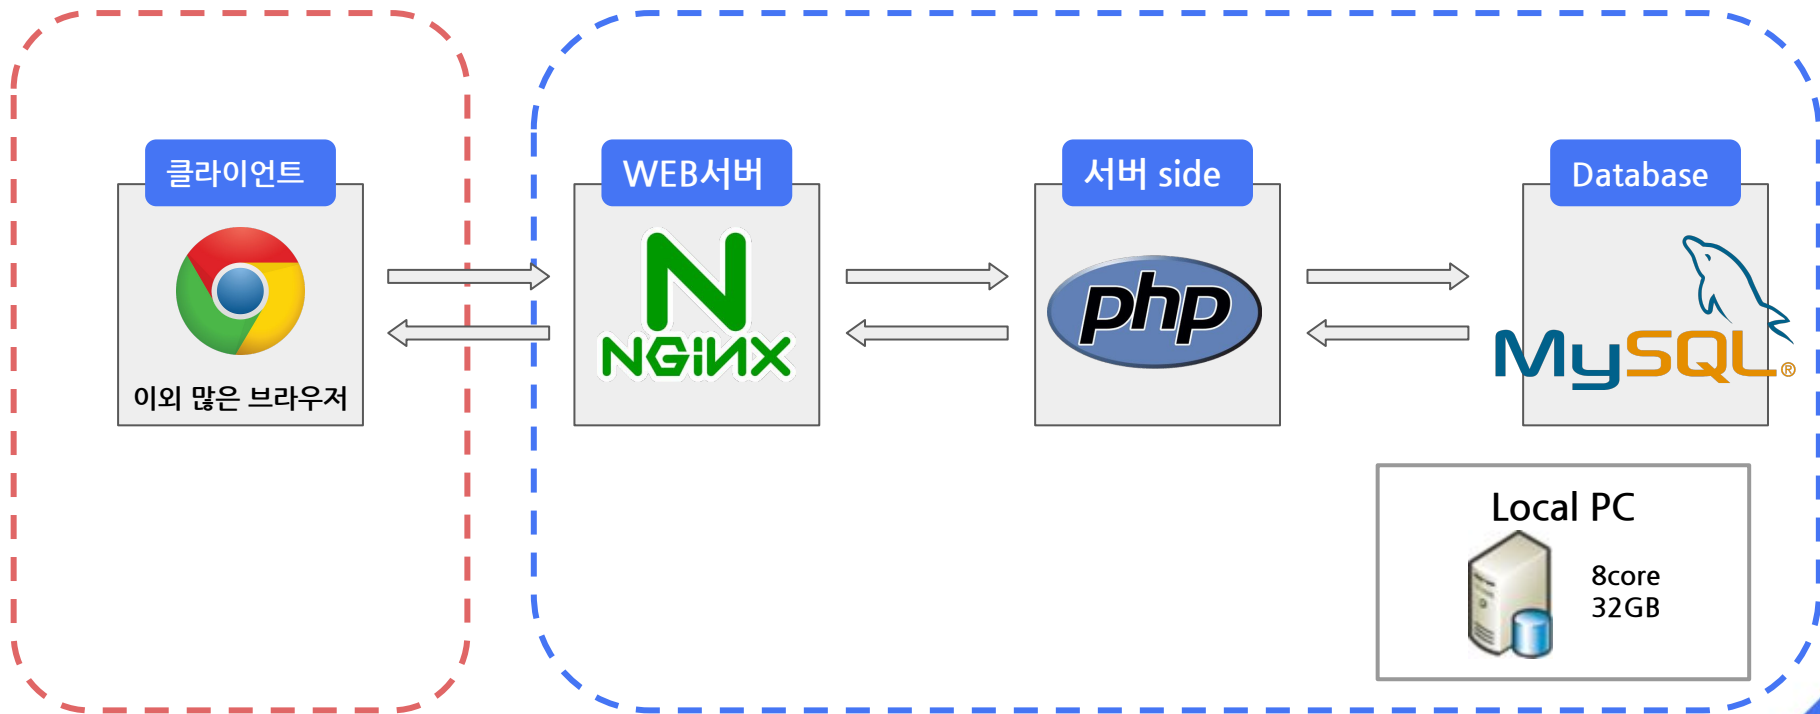 클라이언트
이외 많은 브라우저
WEB서버
NGiNX
서버 side
php
Database
MySQL®
Local PC
8core
32GB